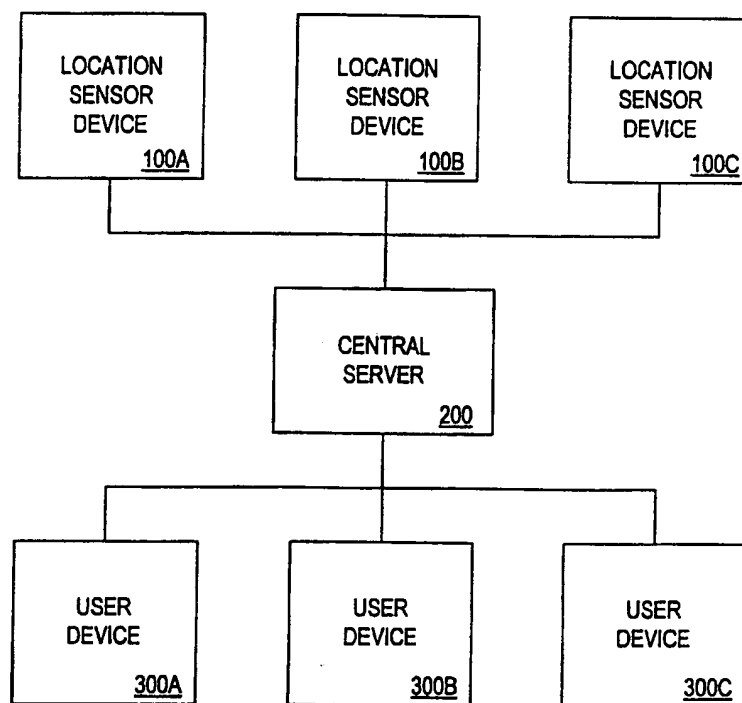 LOCATION
SENSOR
DEVICE
100A
LOCATION
SENSOR
DEVICE
100B
LOCATION
SENSOR
DEVICE
100C
CENTRAL
SERVER
200
USER
DEVICE
300A
USER
DEVICE
300B
USER
DEVICE
300C